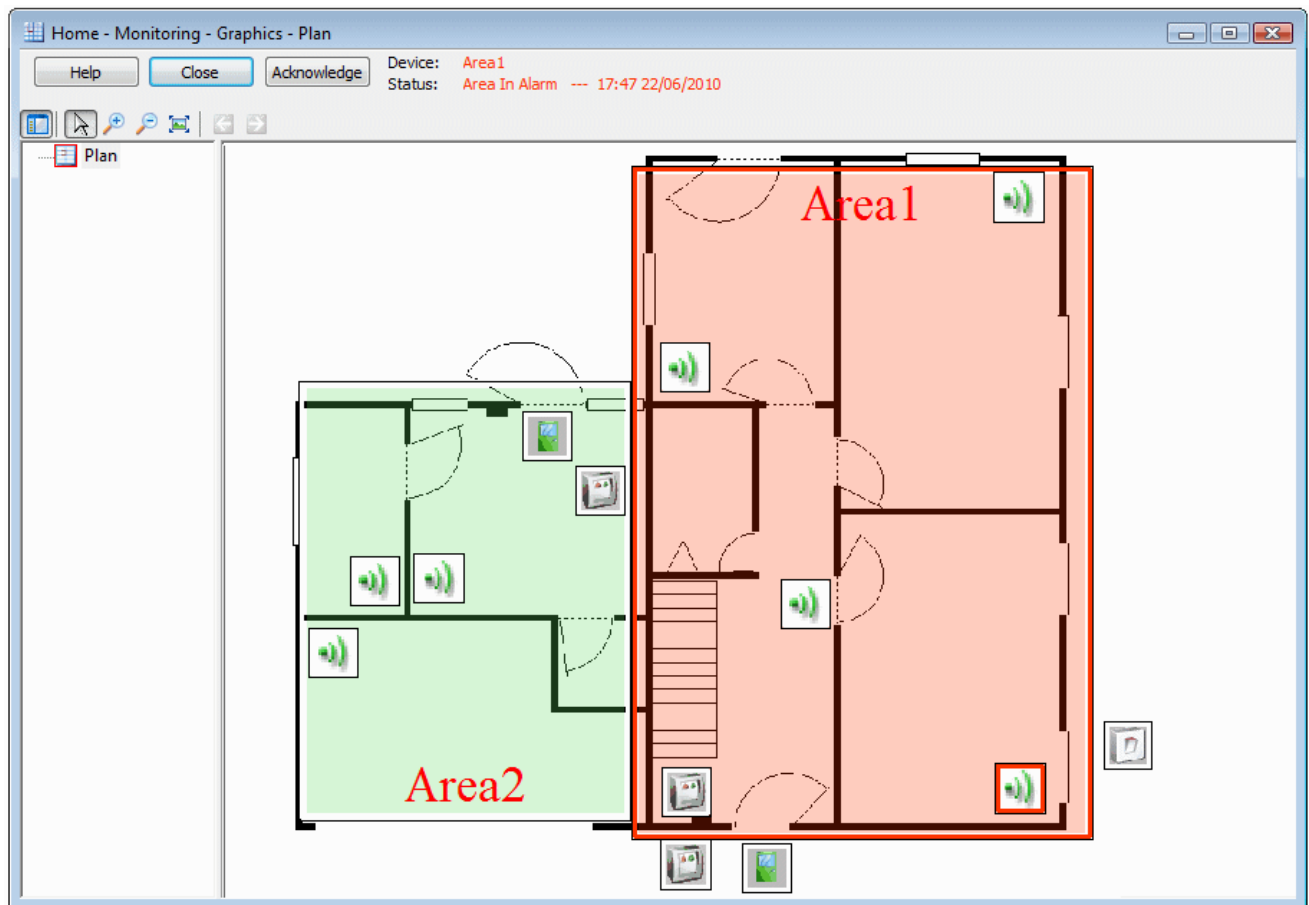 Home - Monitoring - Graphics - Plan
Help Close Acknowledge
Device: Area1
Status: Area In Alarm --- 17:47 22/06/2010
Plan
Area1
Area2